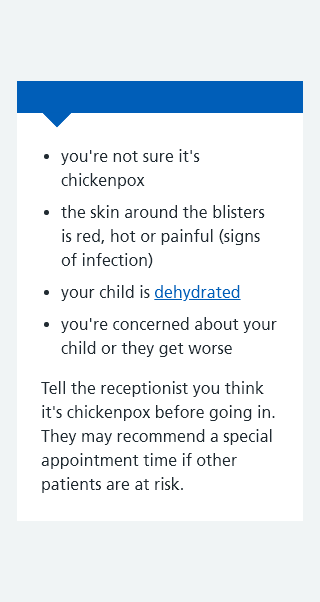 you're not sure it's
chickenpox
the skin around the blisters
is red, hot or painful (signs
of infection)
your child is dehydrated
you're concerned about your
child or they get worse
Tell the receptionist you think
it's chickenpox before going in.
They may recommend a special
appointment time if other
patients are at risk.